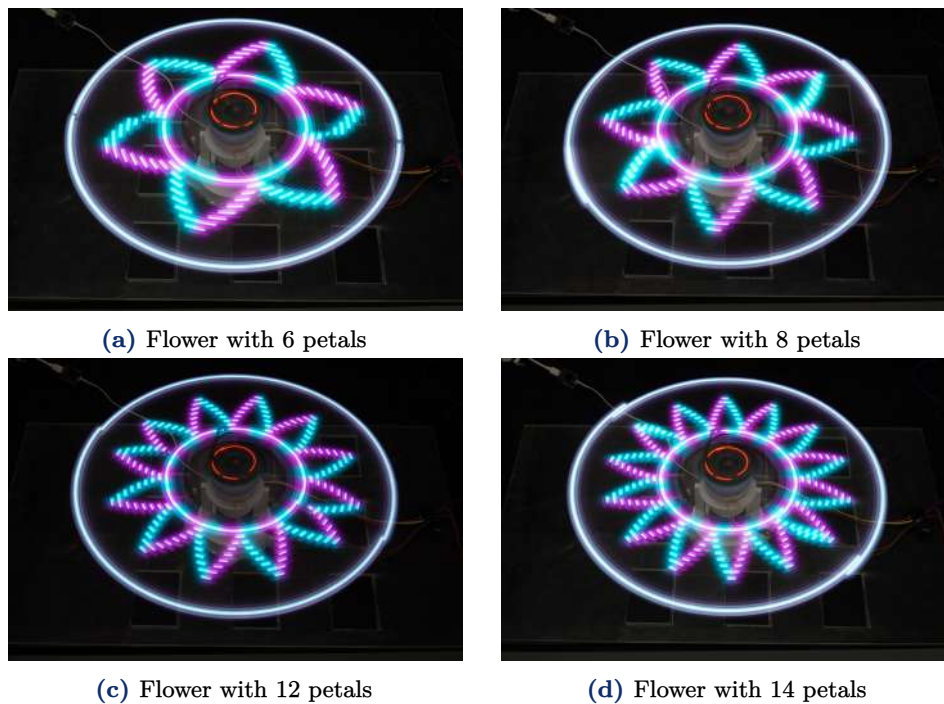 (a) Flower with 6 petals
(b) Flower with 8 petals
(c) Flower with 12 petals
(d) Flower with 14 petals